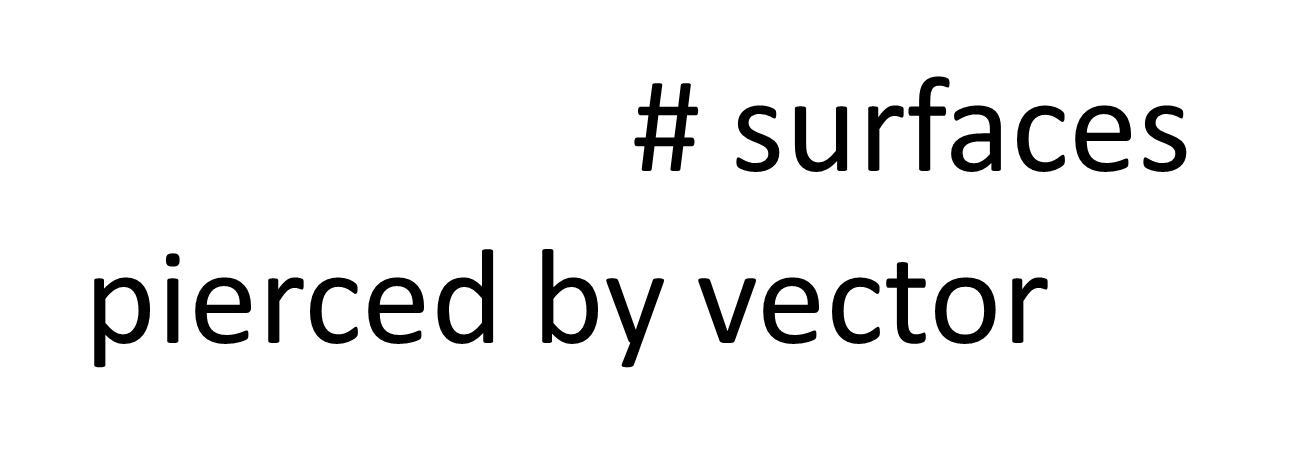 # surfaces
pierced by vector